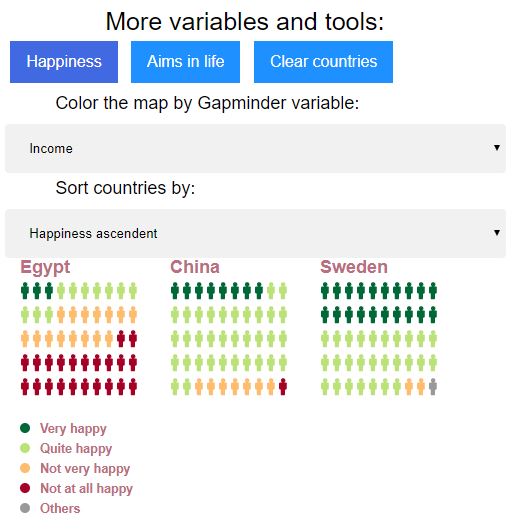 More variables and tools:
Happiness Aims in life Clear countries
Color the map by Gapminder variable:
Income
Sort countries by:
Happiness ascendent
Egypt China Sweden
Very happy
Quite happy
Not very happy
Not at all happy
Others